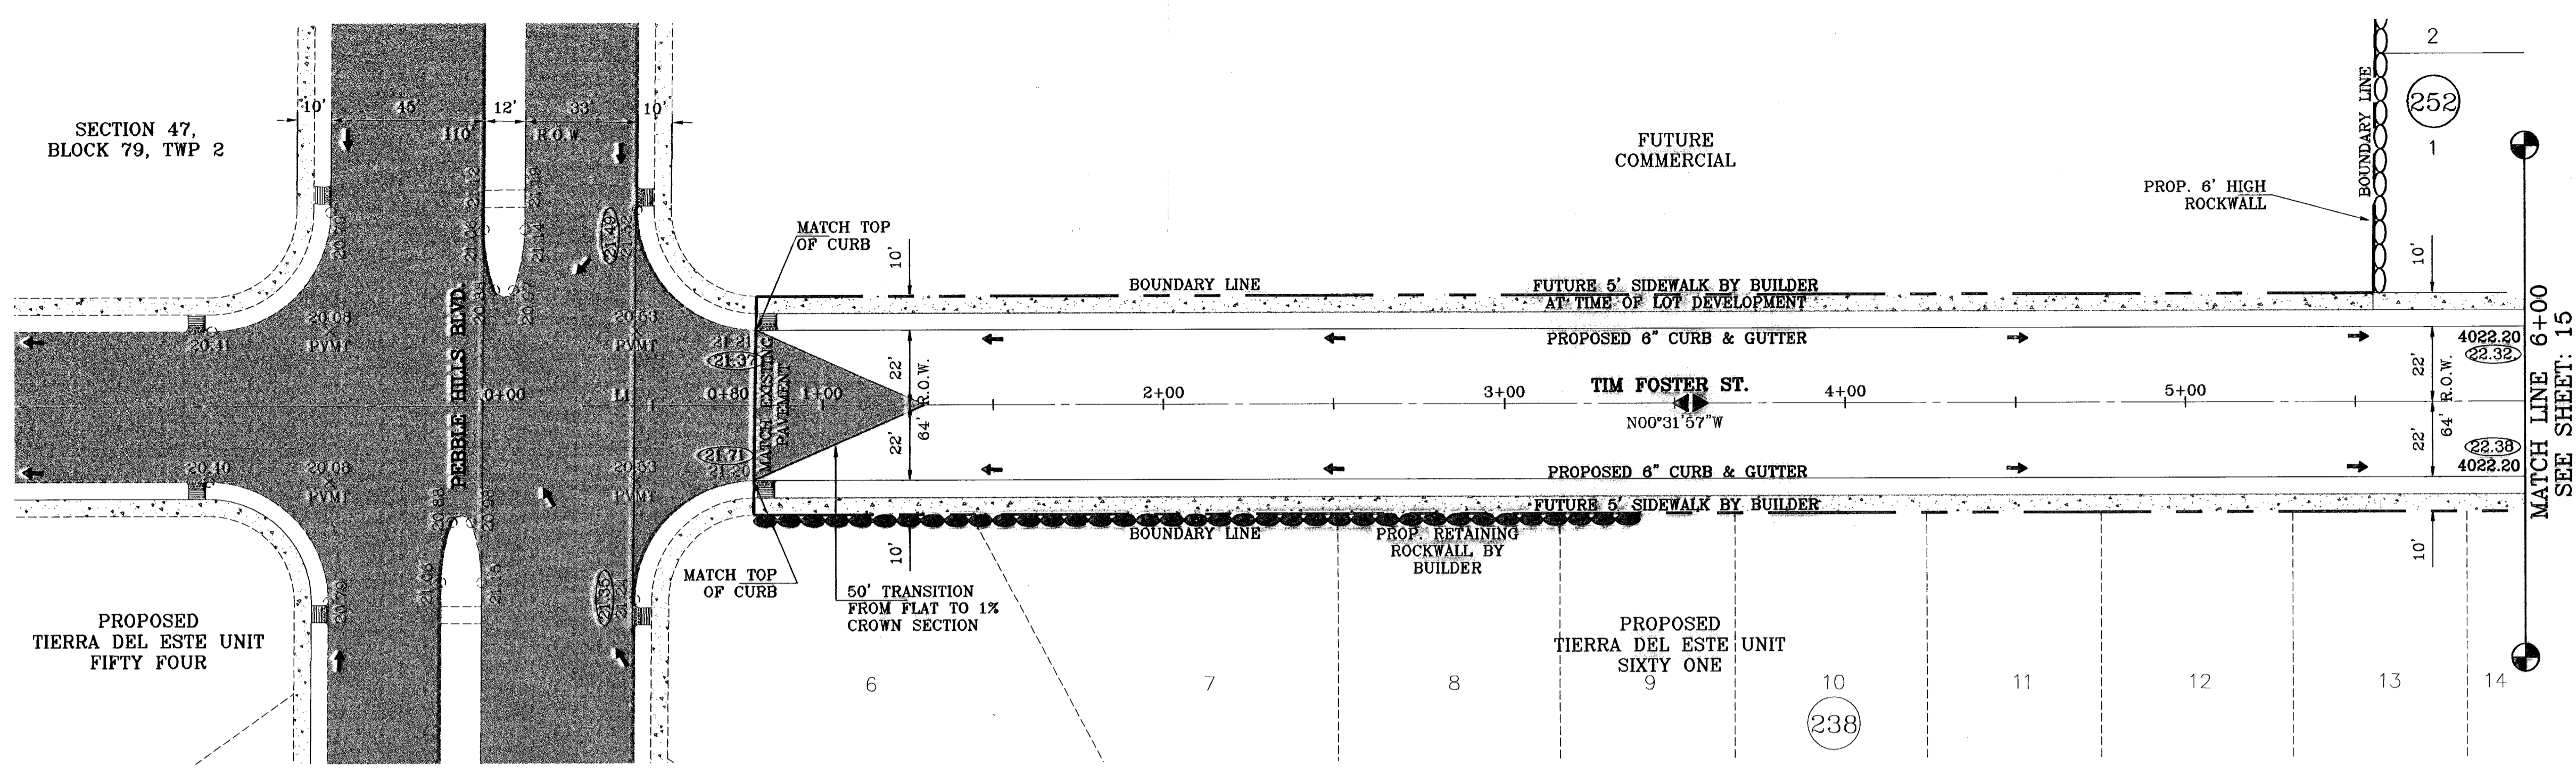 SECTION 47,
BLOCK 79, TWP 2
10'
45'
12'
33'
10'
110'
R.O.W
21.12
21.19
20.79
21.06
21.14
21.49
21.52
20.97
MATCH TOP
OF CURB
10'
BOUNDARY LINE
FUTURE
COMMERCIAL
FUTURE 5' SIDEWALK BY BUILDER
AT TIME OF LOT DEVELOPMENT
PROP. 6' HIGH
ROCKWALL
BOUNDARY LINE
2
252
1
10'
20.41
20.08
PVMT
20.53
PVMT
21.21
21.37
PEBBLE HILLS BLVD.
0+00
L1
0+80
1+00
MATCH EXISTING
PAVEMENT
22'
64' R.O.W.
22'
PROPOSED 6" CURB & GUTTER
2+00
3+00
TIM FOSTER ST.
N00°31'57"W
4+00
5+00
4022.20
22.32
22'
64' R.O.W.
22'
22.38
4022.20
MATCH LINE 6+00
SEE SHEET: 15
20.40
20.08
PVMT
20.53
PVMT
21.71
21.20
PROPOSED 6" CURB & GUTTER
FUTURE 5' SIDEWALK BY BUILDER
20.88
20.98
21.06
21.15
20.79
21.35
21.24
MATCH TOP
OF CURB
10'
BOUNDARY LINE
PROP. RETAINING
ROCKWALL BY
BUILDER
10'
50' TRANSITION
FROM FLAT TO 1%
CROWN SECTION
PROPOSED
TIERRA DEL ESTE UNIT
FIFTY FOUR
PROPOSED
TIERRA DEL ESTE UNIT
SIXTY ONE
6
7
8
9
10
11
12
13
14
238